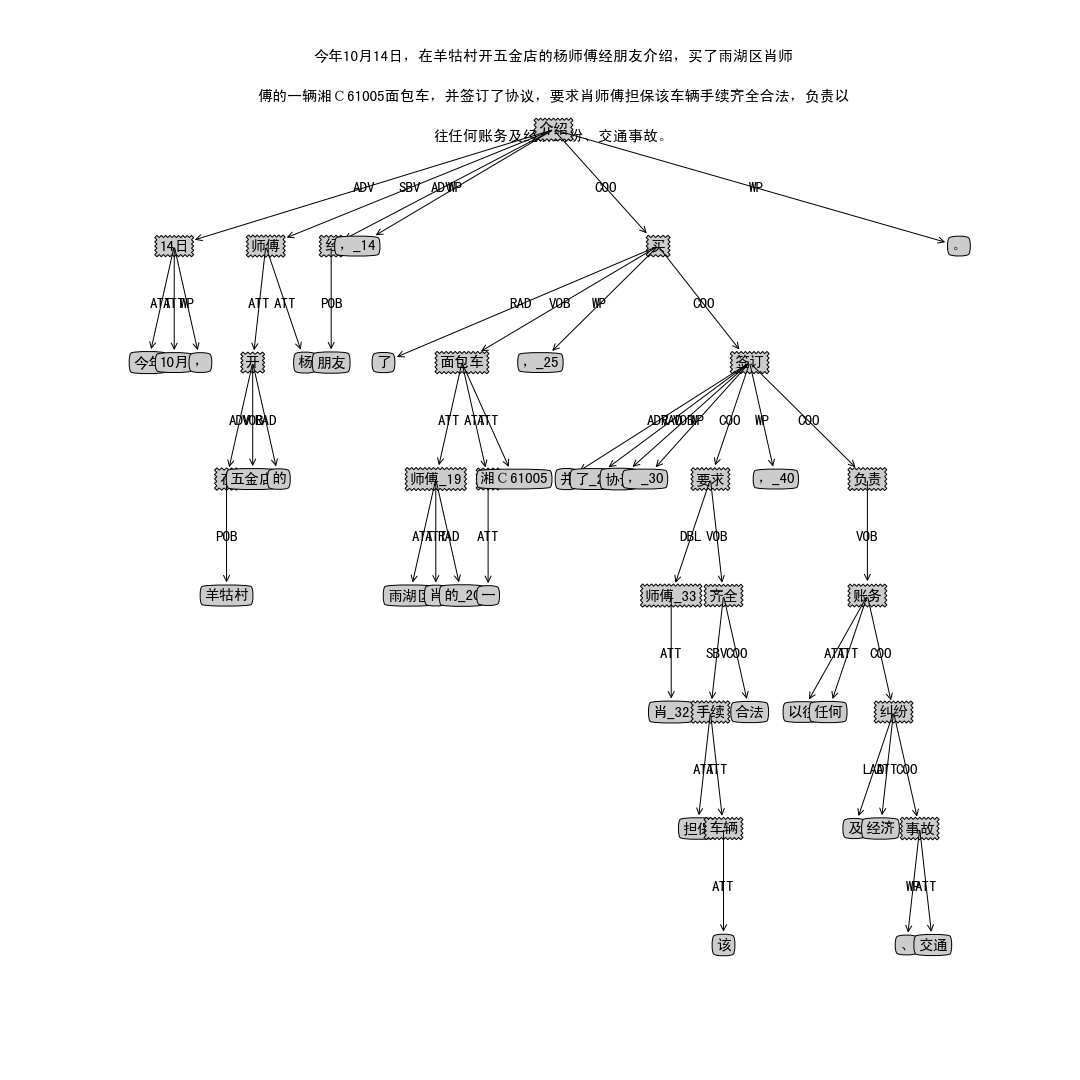 今年10月14日，在羊牯村开五金店的杨师傅经朋友介绍，买了雨湖区肖师
傅的一辆湘Ｃ61005面包车，并签订了协议，要求肖师傅担保该车辆手续齐全合法，负责以
往任何账务及经 纷、交通事故。
介绍
ADV SBV ADV WP COO WP
14日 师傅 经 ，_14 买 。
ATT ATT WP ATT ATT POB RAD VOB WP COO
今年 10月 ， 开 杨 朋友 了 面包车 ，_25 签订
ADV VOB RAD ATT ATT ATT ADV RAD VOB WP COO WP COO
在 五金店 的 师傅_19 湘Ｃ61005 并 了_2 协议 ，_30 要求 ，_40 负责
POB ATT ATT RAD ATT DBL VOB VOB
羊牯村 雨湖区 肖 的_20 一 师傅_33 齐全 账务
ATT SBV COO ATT ATT COO
肖_32 手续 合法 以往 任何 纠纷
ATT ATT LAD ATT COO
担保 车辆 及 经济 事故
ATT WP ATT
该 、 交通